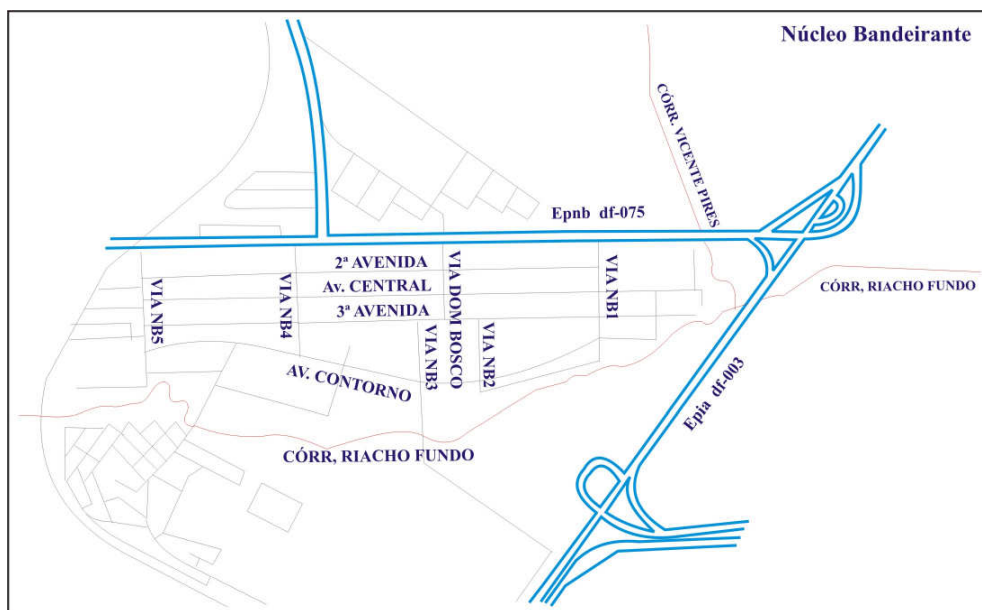 Núcleo Bandeirante
CÓRR. VICENTE PIRES
Epnb df-075
2ª AVENIDA
Av. CENTRAL
3ª AVENIDA
VIA NB5
VIA NB4
VIA DOM BOSCO
VIA NB1
CÓRR, RIACHO FUNDO
VIA NB3
VIA NB2
AV. CONTORNO
Epia df-003
CÓRR, RIACHO FUNDO